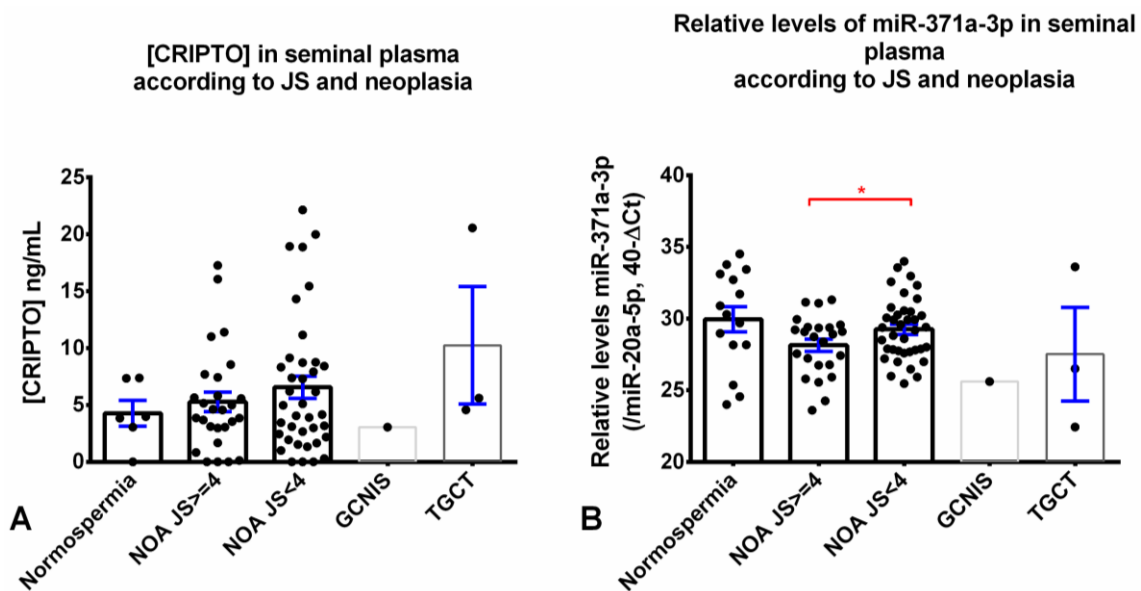 [CRIPTO] in seminal plasma
according to JS and neoplasia
[CRIPTO] ng/mL
25
20
15
10
5
0
Normospermia
NOA JS>=4
NOA JS<4
GCNIS
TGCT
A
Relative levels of miR-371a-3p in seminal
plasma
according to JS and neoplasia
Relative levels miR-371a-3p
(/miR-20a-5p, 40-ΔCt)
40
35
30
25
20
*
Normospermia
NOA JS>=4
NOA JS<4
GCNIS
TGCT
B